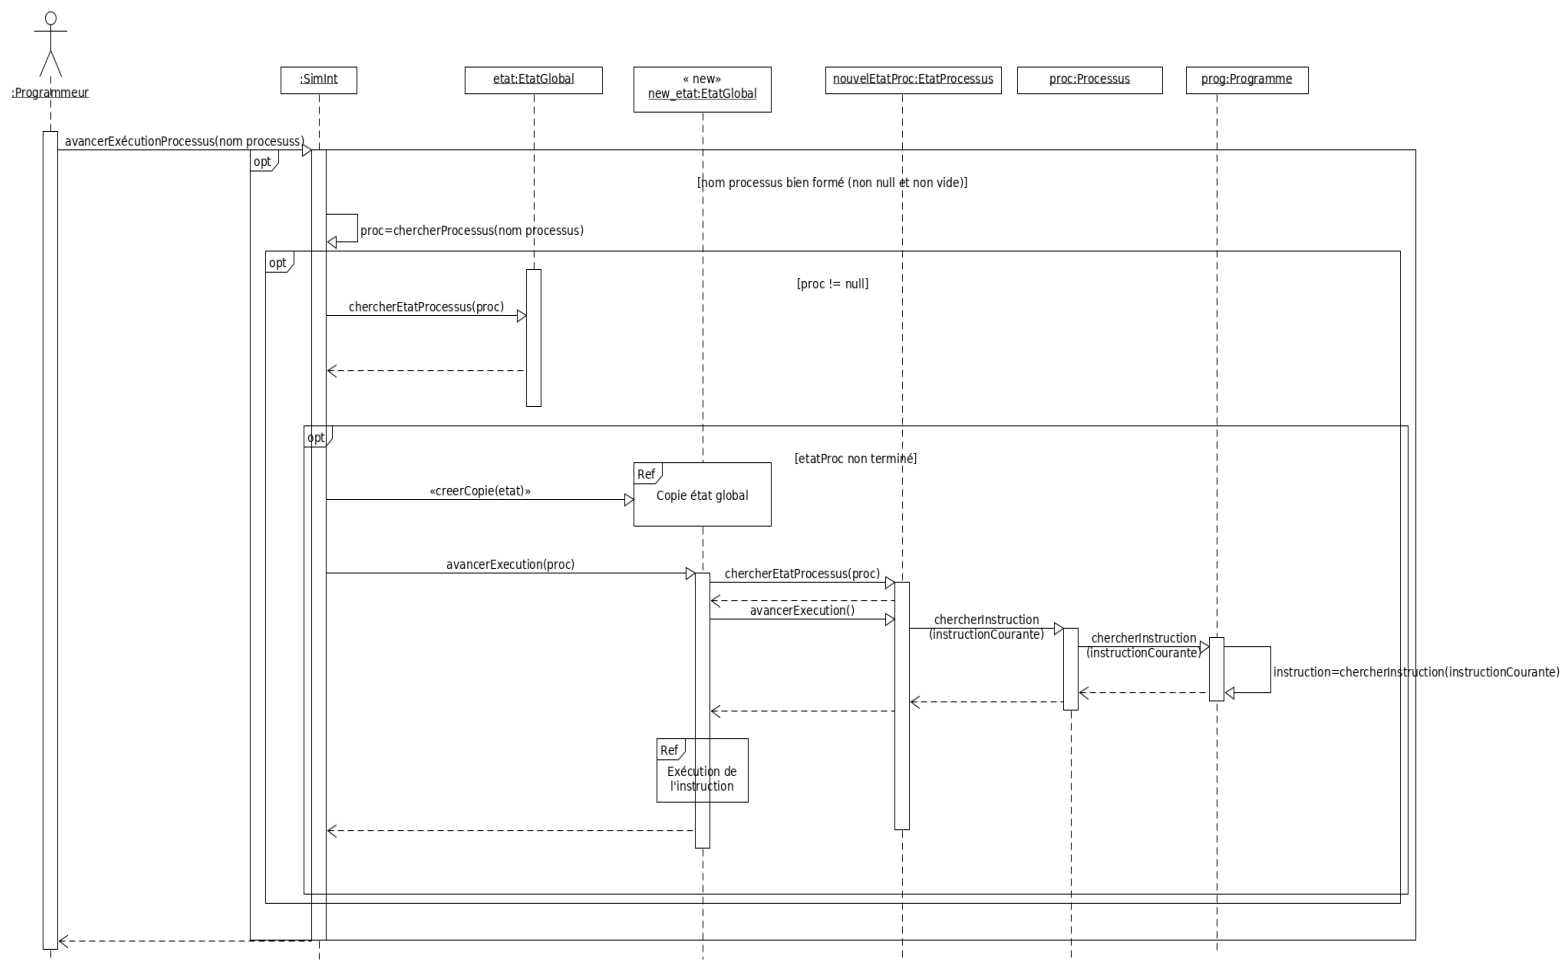 :Programmeur
:SimInt
etat:EtatGlobal
« new»
new_etat:EtatGlobal
nouvelEtatProc:EtatProcessus
proc:Processus
prog:Programme
avancerExécutionProcessus(nom procesuss)
opt
[nom processus bien formé (non null et non vide)]
proc=chercherProcessus(nom processus)
opt
[proc != null]
chercherEtatProcessus(proc)
opt
[etatProc non terminé)
Ref
Copie état global
«creerCopie(etat)»
avancerExecution(proc)
chercherEtatProcessus(proc)
avancerExecution()
chercherInstruction
(instructionCourante)
chercherInstruction
(instructionCourante)
instruction=chercherInstruction(instructionCourante)
Ref
Exécution de
l'instruction